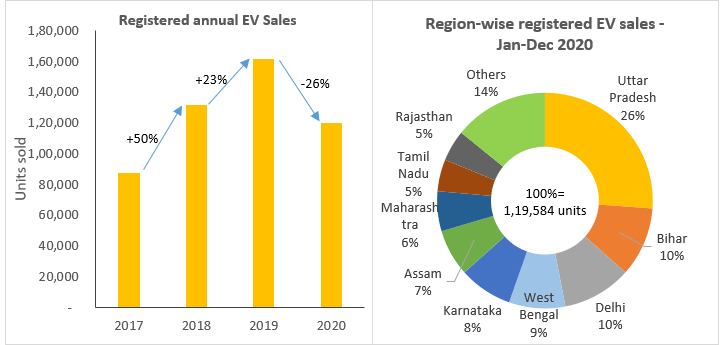 Registered annual EV Sales
Units sold
1,80,000
1,60,000
1,40,000
1,20,000
1,00,000
80,000
60,000
40,000
20,000
-
+50%
+23%
-26%
2017 2018 2019 2020
Region-wise registered EV sales -
Jan-Dec 2020
Uttar
Pradesh
26%
Bihar
10%
Delhi
10%
West
Bengal
9%
Karnataka
8%
Assam
7%
Maharash
tra
6%
Tamil
Nadu
5%
Rajasthan
5%
Others
14%
100%=
1,19,584 units